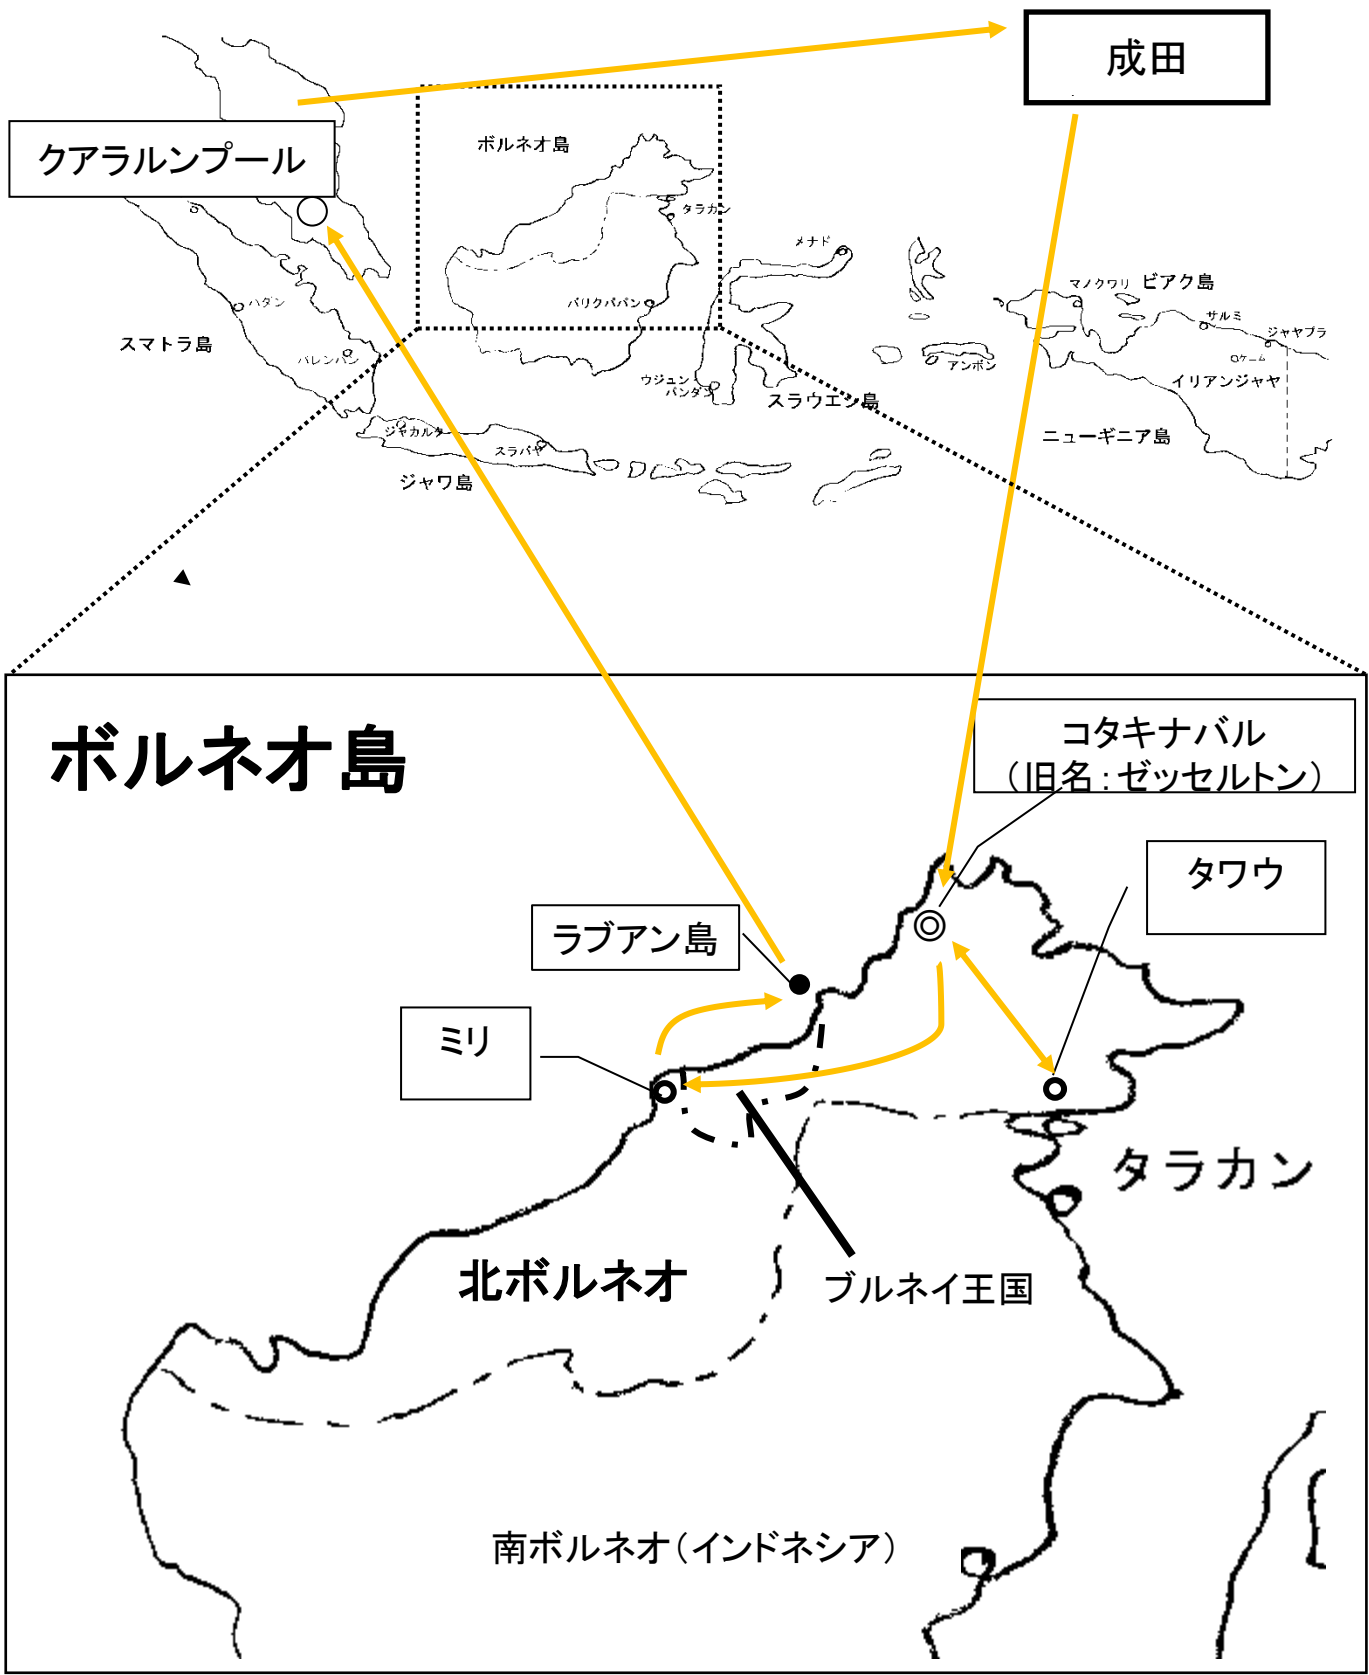 成田
クアラルンプール
ボルネオ島
タラカン
メナド
バリクパパン
マノクワリ
ビアク島
サルミ
ジャヤプラ
ハダン
スマトラ島
パレンバン
ウジュン
パンダン
スラウエシ島
アンボン
ケーム
イリアンジャヤ
ニューギニア島
ジャカルタ
スラバヤ
ジャワ島
ボルネオ島
コタキナバル
（旧名：ゼッセルトン）
タワウ
ラブアン島
ミリ
タラカン
北ボルネオ
ブルネイ王国
南ボルネオ（インドネシア）